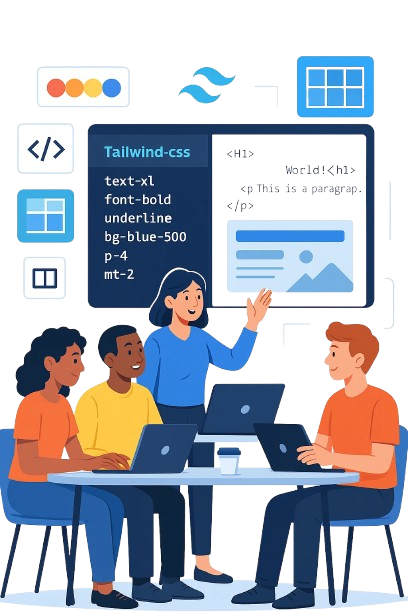 Tailwind-css
text-xl
font-bold
underline
bg-blue-500
p-4
mt-2
<H1>
World!<h1>
<p This is a paragrap.
</p>